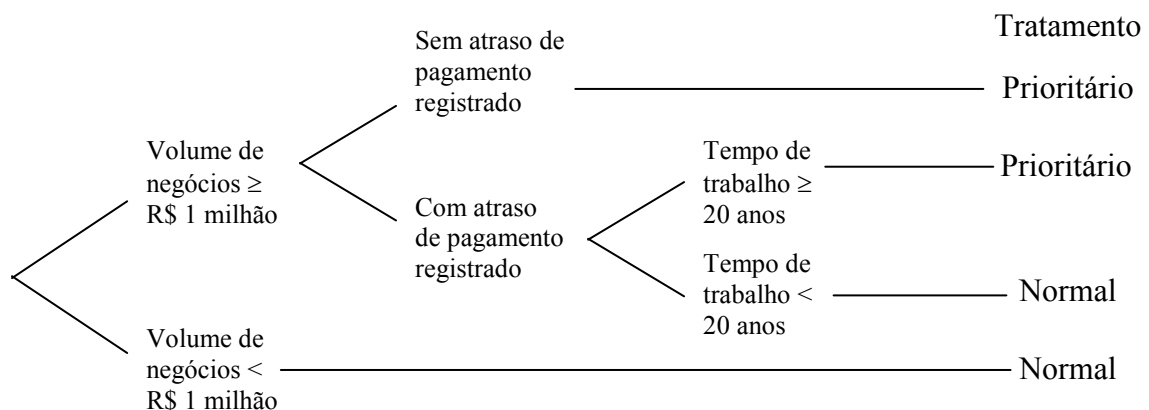 Tratamento
Sem atraso de
pagamento
registrado
Prioritário
Volume de
negócios ≥
R$ 1 milhão
Com atraso
de pagamento
registrado
Tempo de
trabalho ≥
20 anos
Prioritário
Tempo de
trabalho <
20 anos
Normal
Volume de
negócios <
R$ 1 milhão
Normal